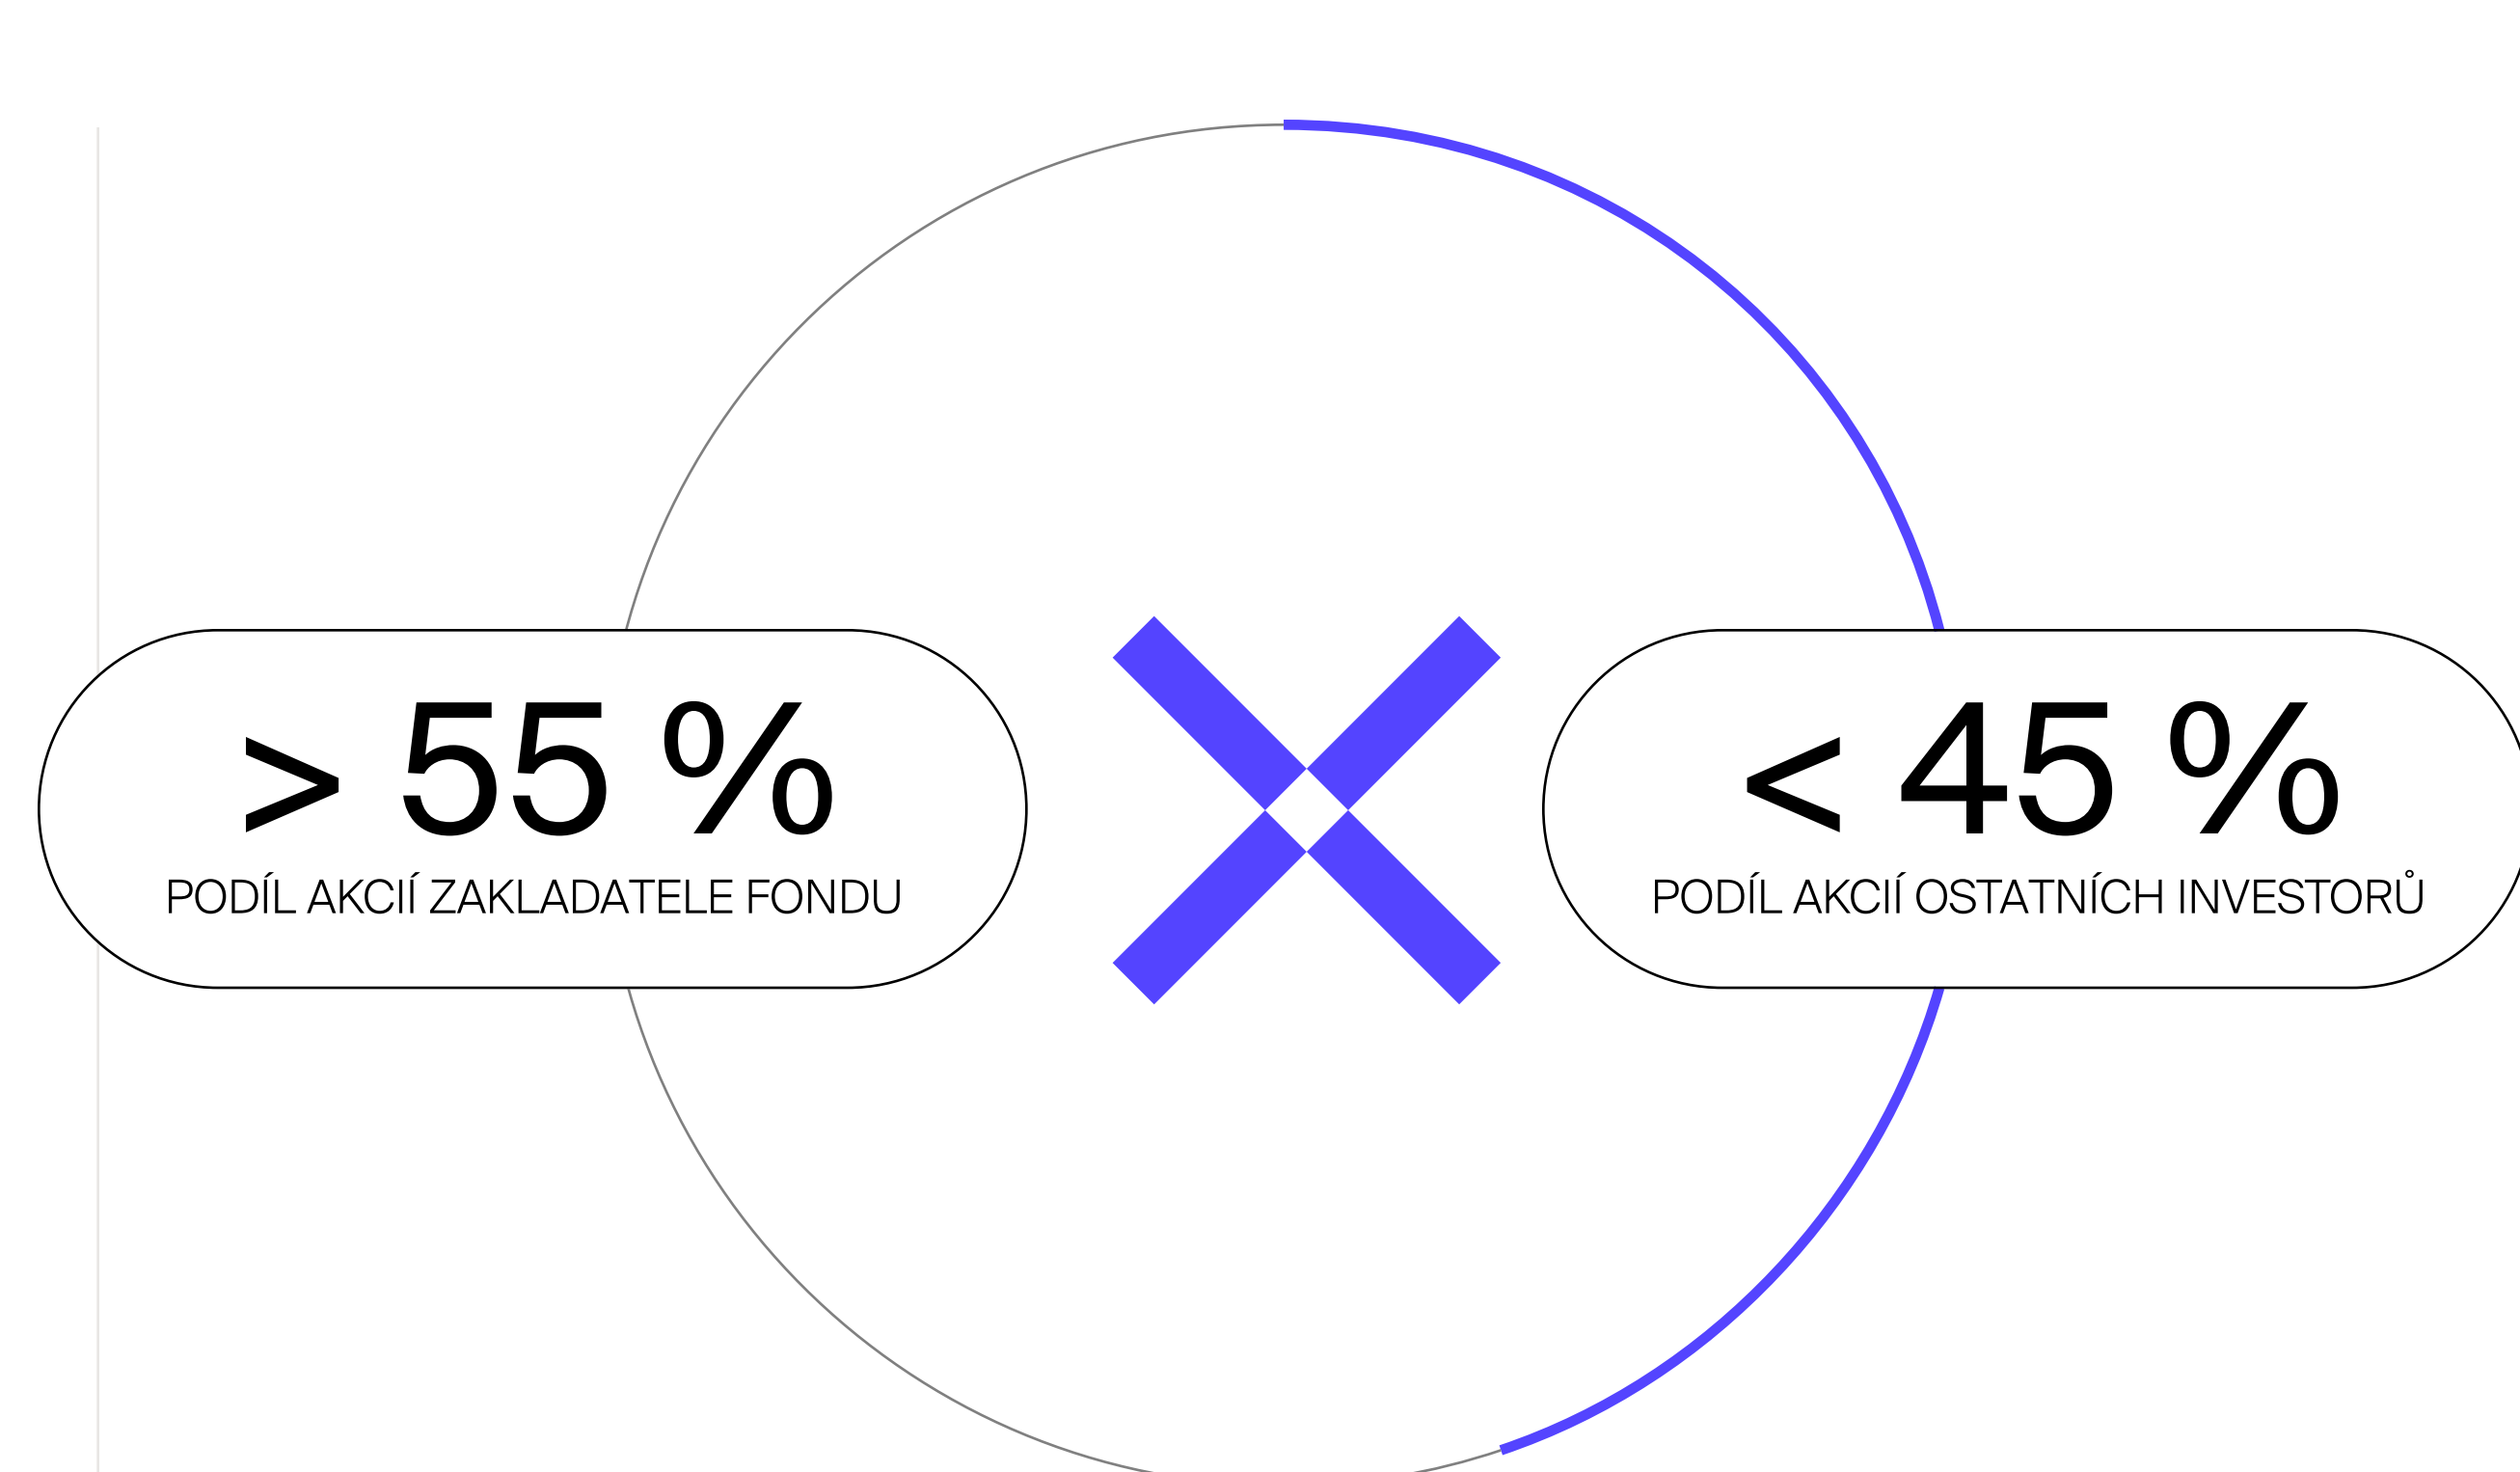 > 55 %
PODÍL AKCIÍ ZAKLADATELE FONDU
< 45 %
PODÍL AKCIÍ OSTATNÍCH INVESTORŮ